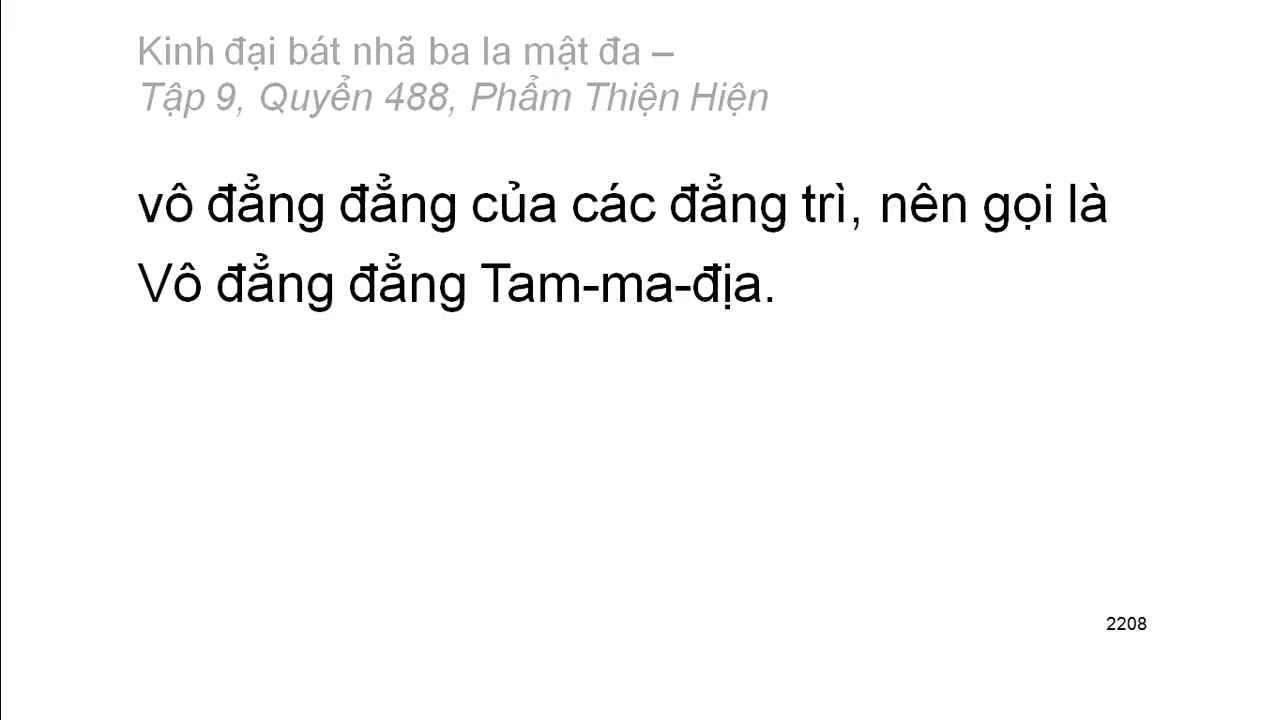 Kinh đại bát nhã ba la mật đa –
Tập 9, Quyển 488, Phẩm Thiện Hiện
vô đẳng đẳng của các đẳng trì, nên gọi là
Vô đẳng đẳng Tam-ma-địa.
2208